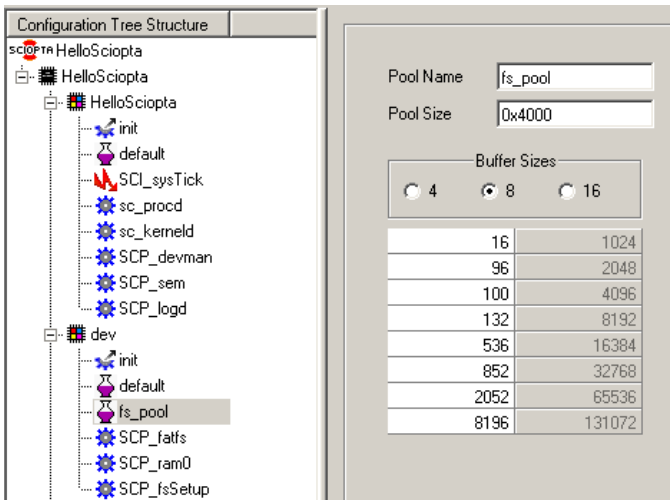 Configuration Tree Structure
SCIOPTA HelloSciopta
HelloSciopta
HelloSciopta
init
default
SCI_sysTick
sc_procd
sc_kerneld
SCP_devman
SCP_sem
SCP_logd
dev
init
default
fs_pool
SCP_fatfs
SCP_ram0
SCP_fsSetup
Pool Name fs_pool
Pool Size 0x4000
Buffer Sizes
4 8 16
16 1024
96 2048
100 4096
132 8192
536 16384
852 32768
2052 65536
8196 131072